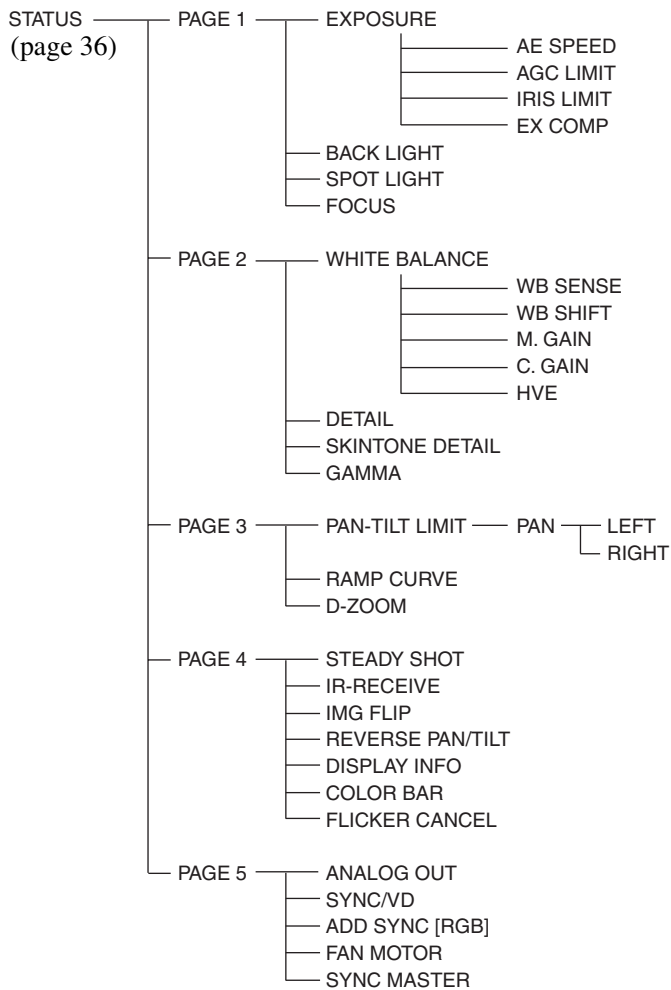 STATUS PAGE 1 EXPOSURE
(page 36)
AE SPEED
AGC LIMIT
IRIS LIMIT
EX COMP
BACK LIGHT
SPOT LIGHT
FOCUS
PAGE 2 WHITE BALANCE
WB SENSE
WB SHIFT
M. GAIN
C. GAIN
HVE
DETAIL
SKINTONE DETAIL
GAMMA
PAGE 3 PAN-TILT LIMIT PAN LEFT
RIGHT
RAMP CURVE
D-ZOOM
PAGE 4 STEADY SHOT
IR-RECEIVE
IMG FLIP
REVERSE PAN/TILT
DISPLAY INFO
COLOR BAR
FLICKER CANCEL
PAGE 5 ANALOG OUT
SYNC/VD
ADD SYNC [RGB]
FAN MOTOR
SYNC MASTER